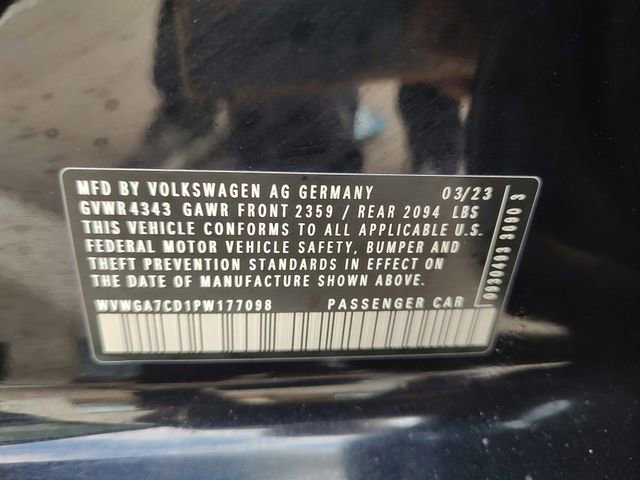 MFD BY VOLKSWAGEN AG GERMANY 03/23
GVWR 4343 GAWR FRONT 2359 / REAR 2094 LBS
THIS VEHICLE CONFORMS TO ALL APPLICABLE U.S.
FEDERAL MOTOR VEHICLE SAFETY, BUMPER AND
THEFT PREVENTION STANDARDS IN EFFECT ON
THE DATE OF MANUFACTURE SHOWN ABOVE.
WVWGA7CD1PW177098 PASSENGER CAR